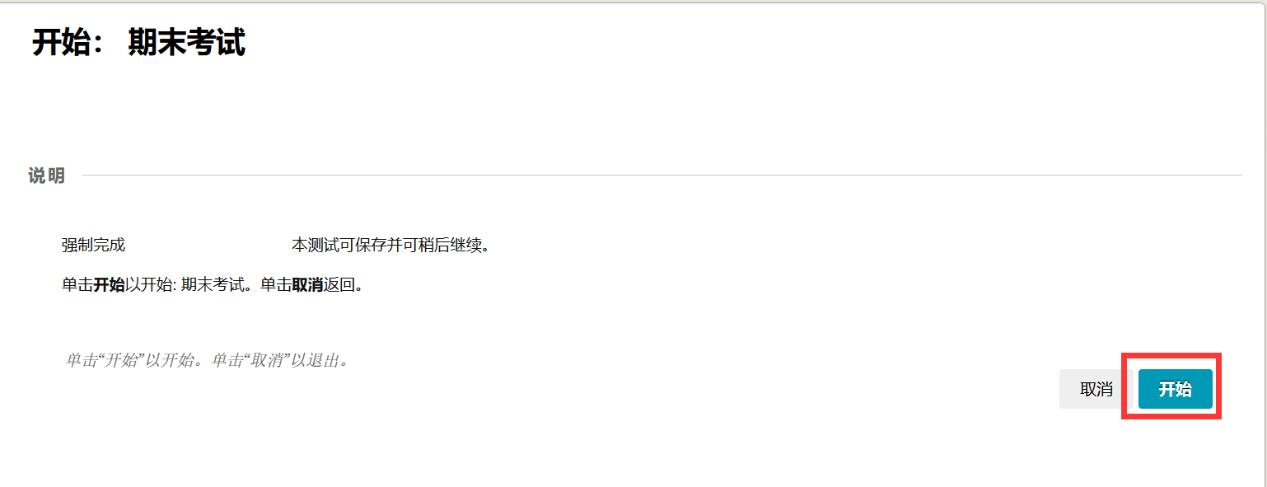 开始： 期末考试
说明
强制完成 本测试可保存并可稍后继续。
单击开始以开始: 期末考试。单击取消返回。
单击“开始”以开始。单击“取消”以退出。
取消 开始